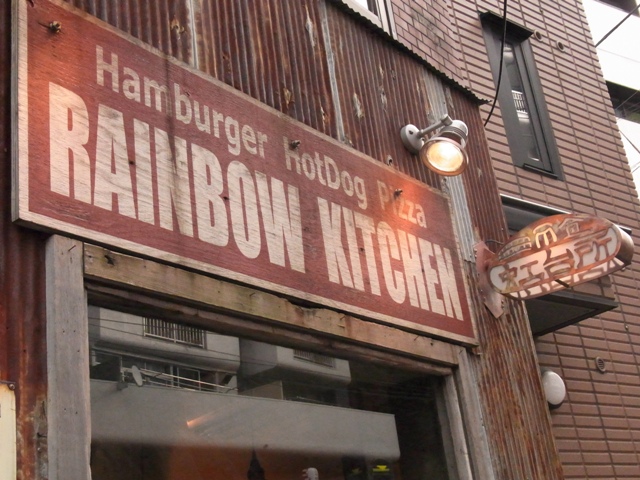 Hamburger HotDog Pizza
RAINBOW KITCHEN